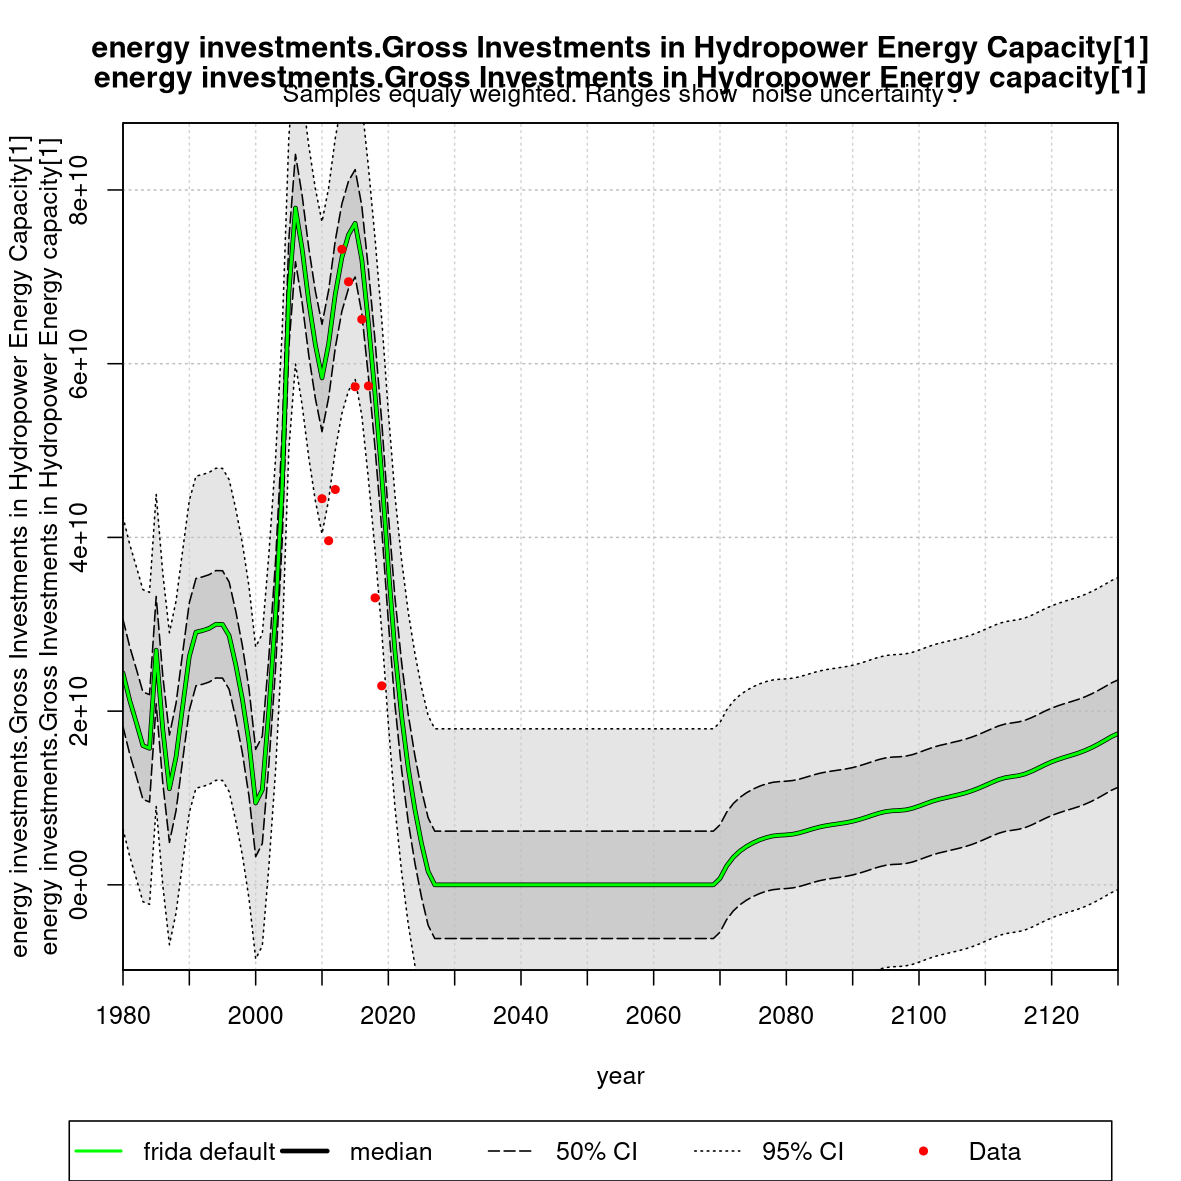 energy investments.Gross Investments in Hydropower Energy Capacity[1]
energy investments.Gross Investments in Hydropower Energy capacity[1]
Samples equaly weighted. Ranges show  noise uncertainty .
energy investments.Gross Investments in Hydropower Energy Capacity[1]
energy investments.Gross Investments in Hydropower Energy capacity[1]
8e+10
6e+10
4e+10
2e+10
0e+00
1980 2000 2020 2040 2060 2080 2100 2120
year
frida default median 50% CI 95% CI Data